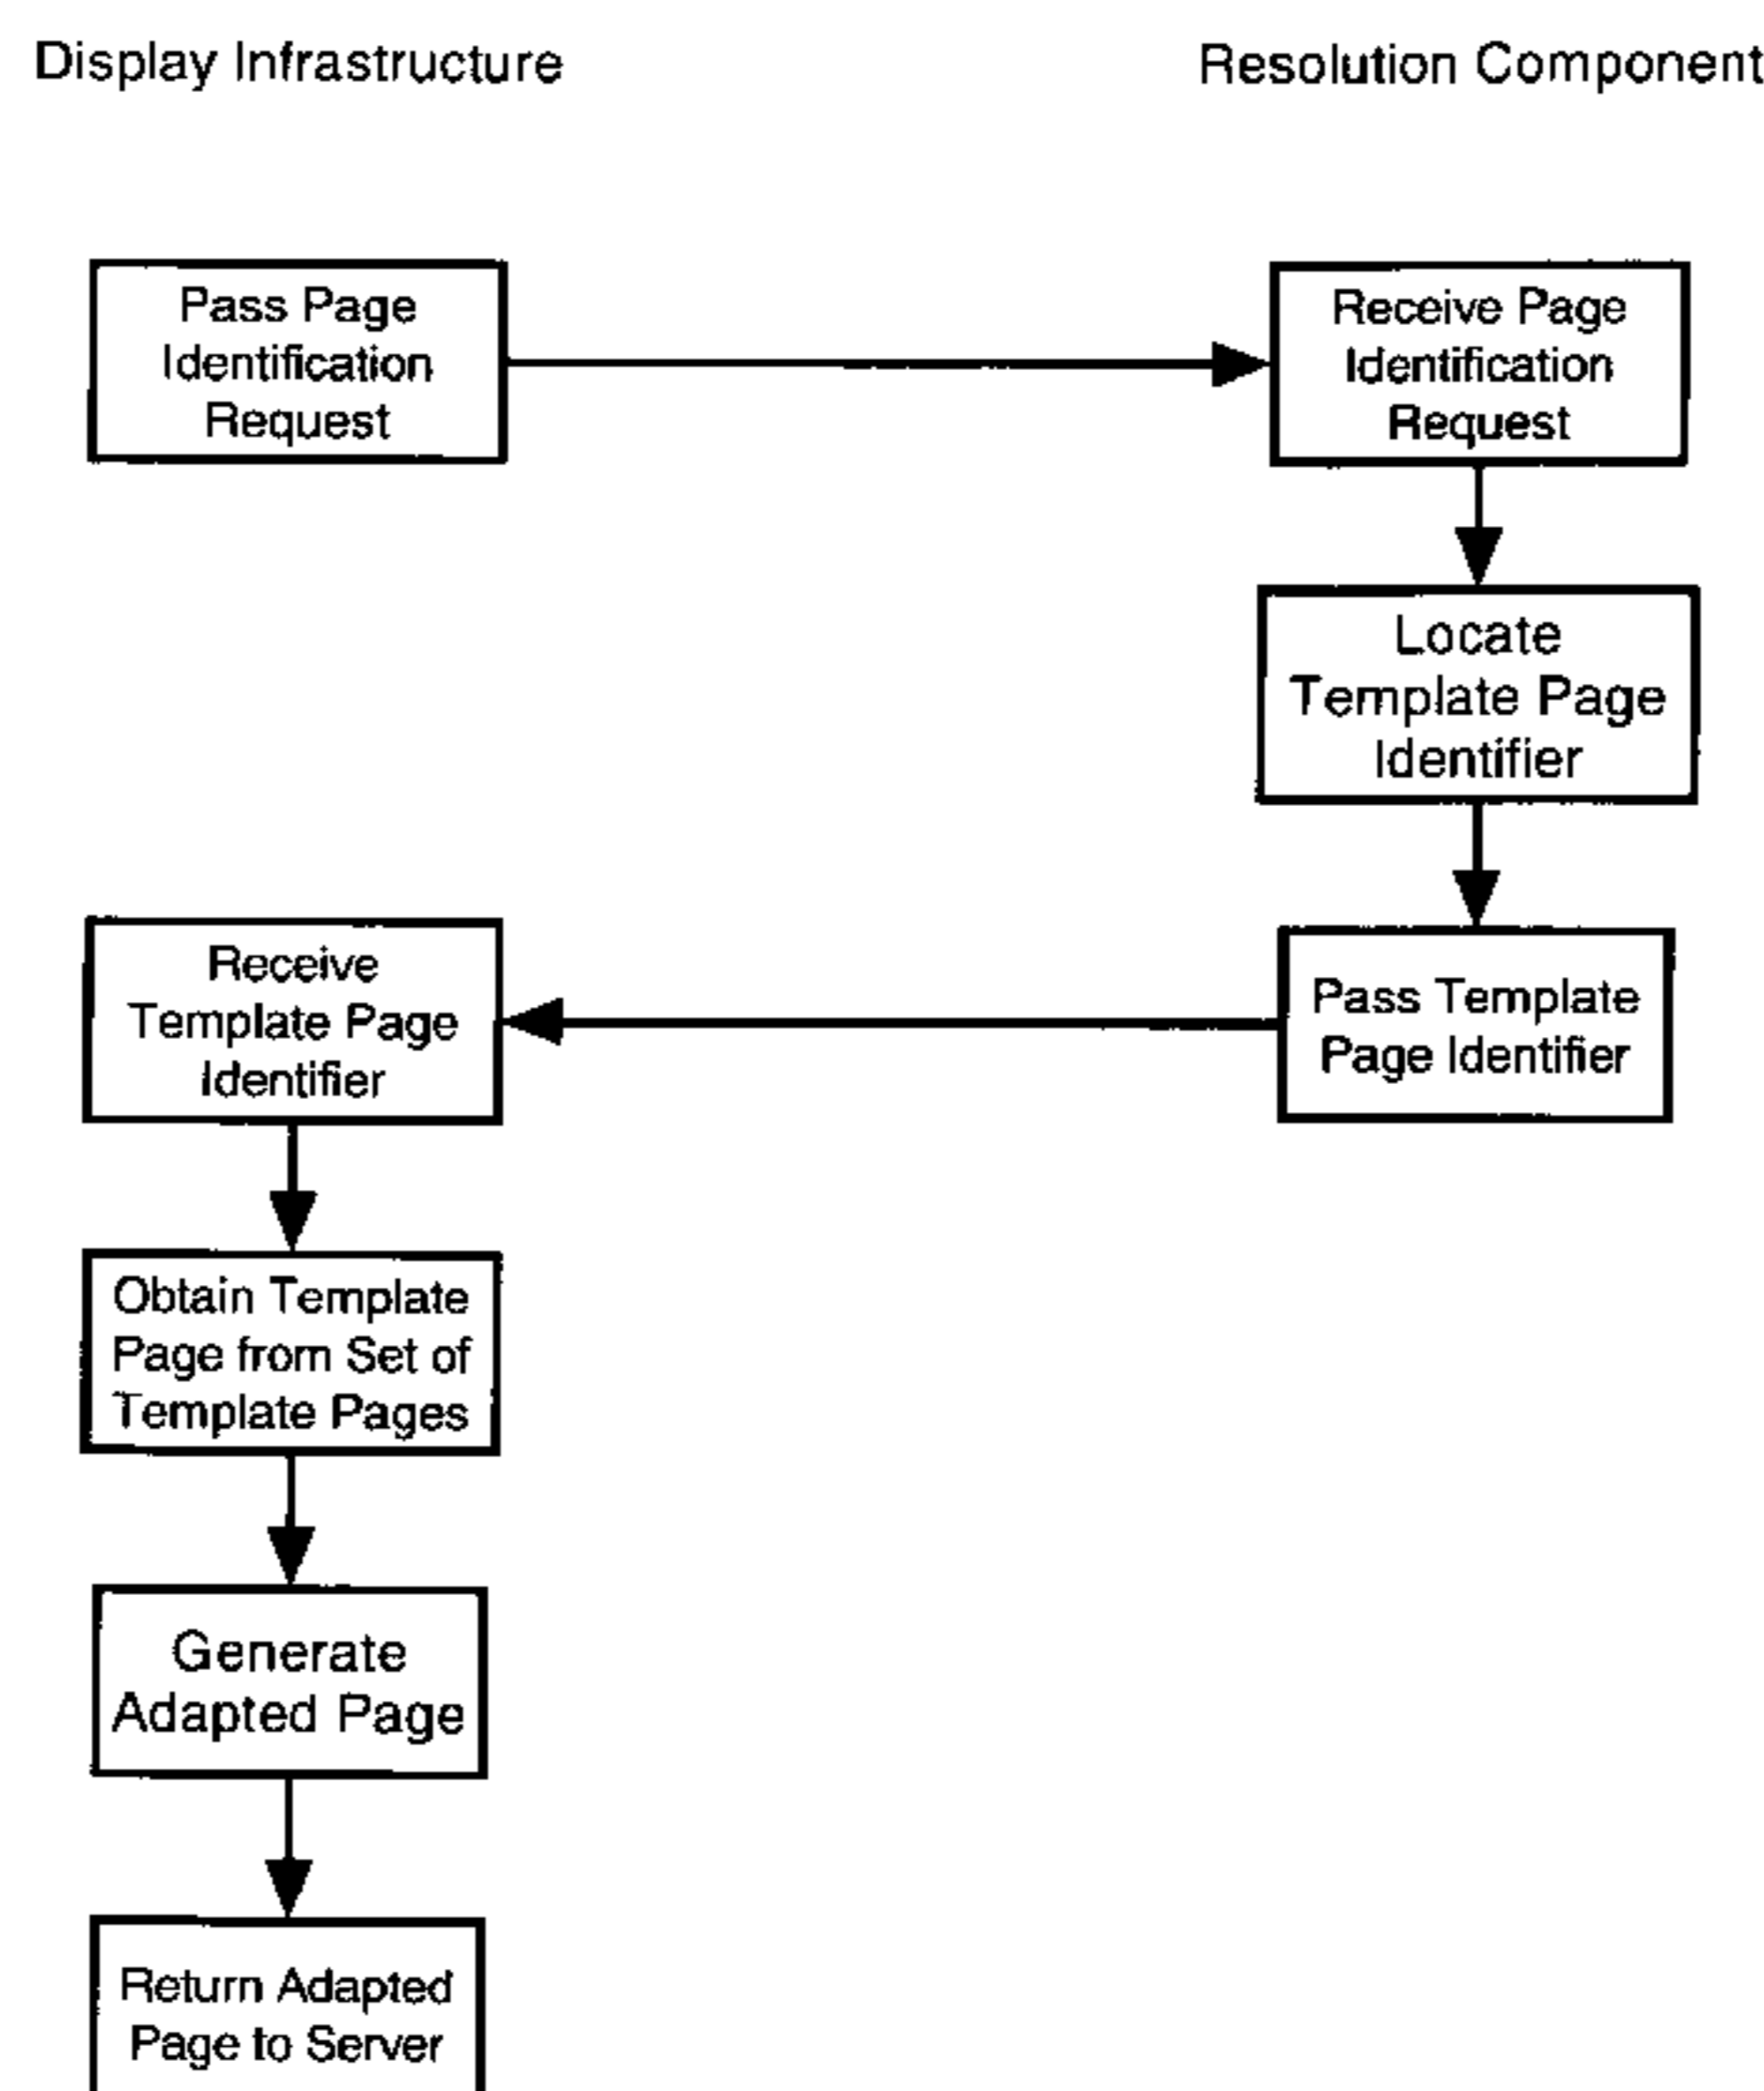 Display Infrastructure
Resolution Component
Pass Page
Identification
Request
Receive Page
Identification
Request
Locate
Template Page
Identifier
Pass Template
Page Identifier
Receive
Template Page
Identifier
Obtain Template
Page from Set of
Template Pages
Generate
Adapted Page
Return Adapted
Page to Server